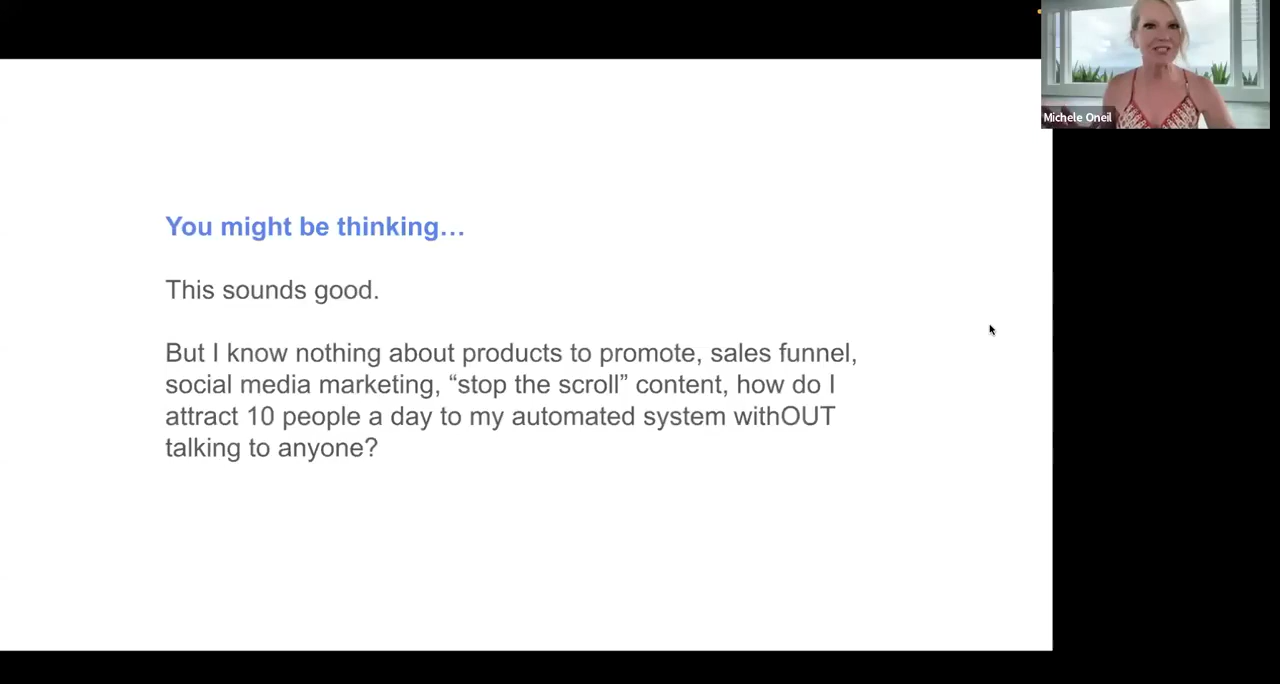 Michele Oneil
You might be thinking…
This sounds good.
But I know nothing about products to promote, sales funnel,
social media marketing, “stop the scroll” content, how do I
attract 10 people a day to my automated system withOUT
talking to anyone?